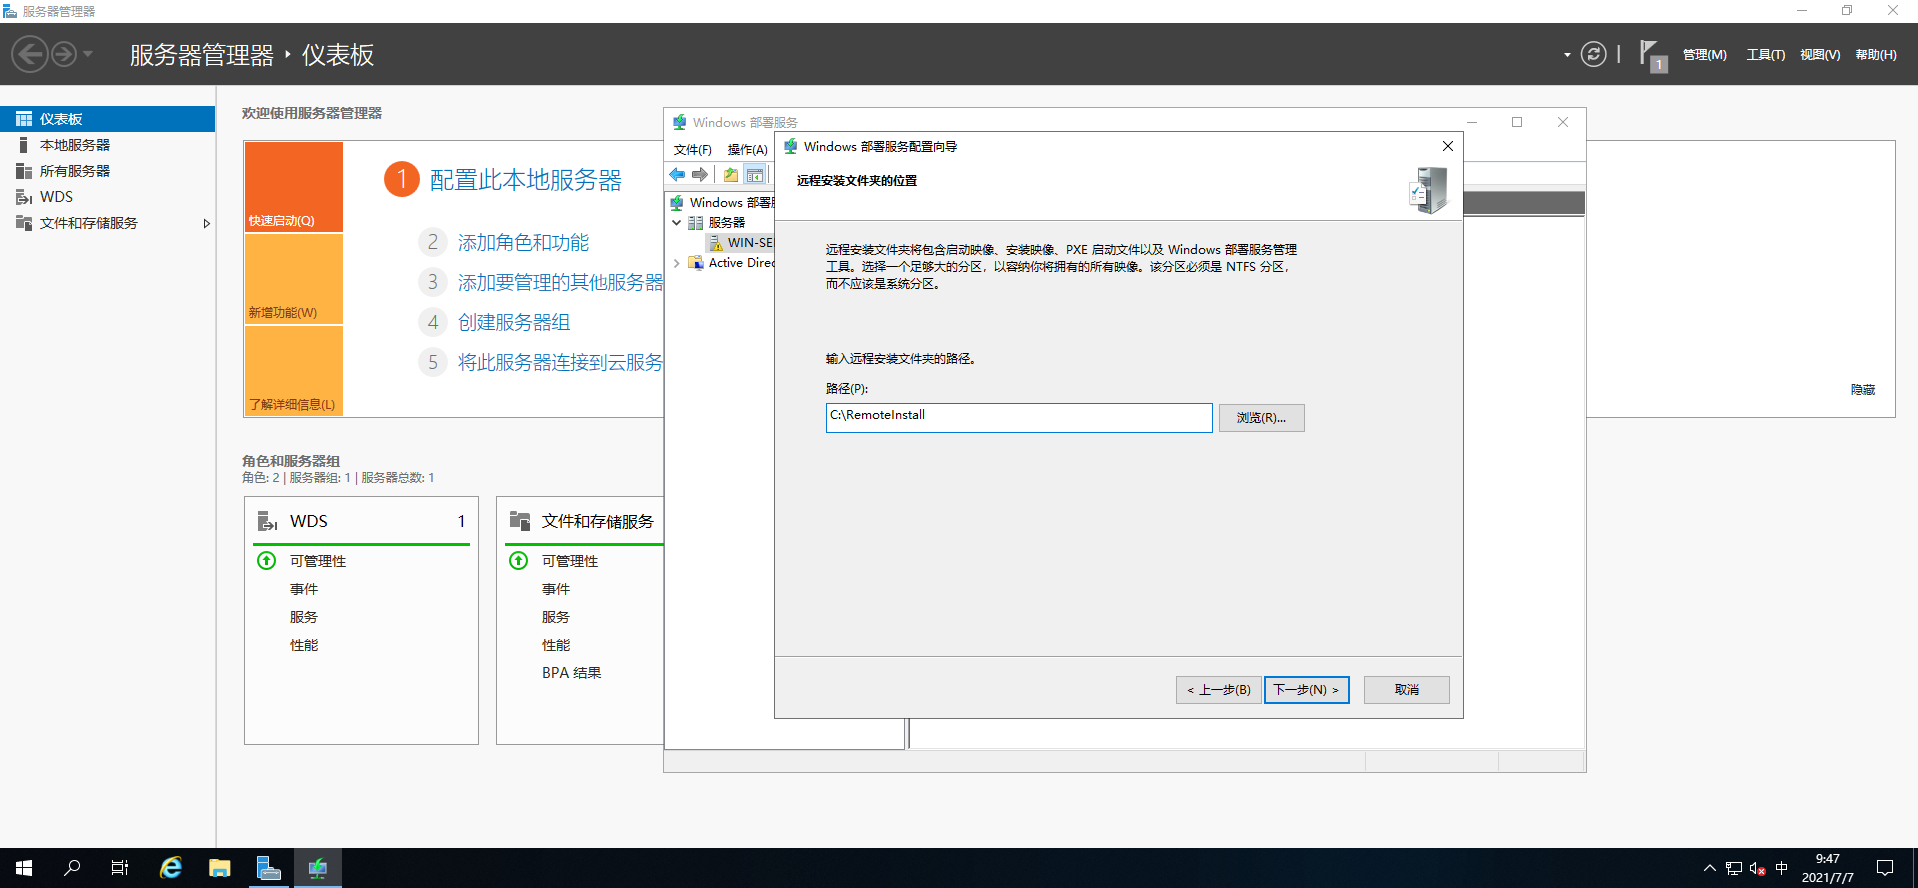 服务器管理器
服务器管理器 ‣ 仪表板
1
管理(M)
工具(T)
视图(V)
帮助(H)
仪表板
本地服务器
所有服务器
WDS
文件和存储服务
欢迎使用服务器管理器
快速启动(Q)
新增功能(W)
了解详细信息(L)
1 配置此本地服务器
2 添加角色和功能
3 添加要管理的其他服务器
4 创建服务器组
5 将此服务器连接到云服务
隐藏
角色和服务器组
角色: 2 | 服务器组: 1 | 服务器总数: 1
WDS 1
可管理性
事件
服务
性能
文件和存储服务
可管理性
事件
服务
性能
BPA 结果
Windows 部署服务
文件(F) 操作(A)
Windows 部署服
服务器
WIN-SE
Active Direc
Windows 部署服务配置向导
远程安装文件夹的位置
远程安装文件夹将包含启动映像、安装映像、PXE 启动文件以及 Windows 部署服务管理
工具。选择一个足够大的分区，以容纳你将拥有的所有映像。该分区必须是 NTFS 分区，
而不应该是系统分区。
输入远程安装文件夹的路径。
路径(P):
C:\RemoteInstall
浏览(R)...
< 上一步(B)
下一步(N) >
取消
中
9:47
2021/7/7